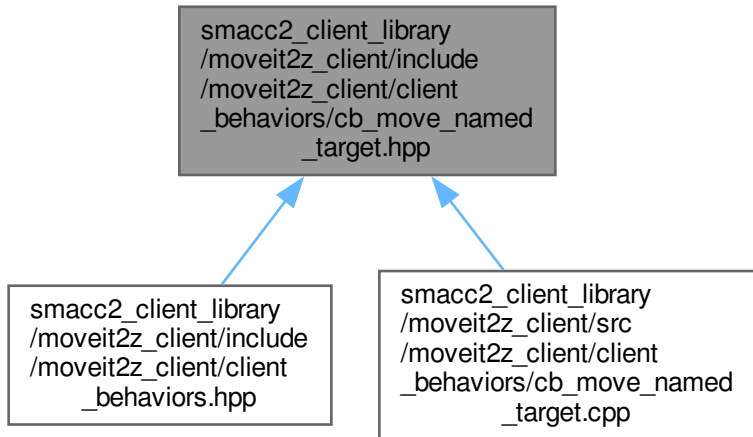 smacc2_client_library
/moveit2z_client/include
/moveit2z_client/client
_behaviors/cb_move_named
_target.hpp
smacc2_client_library
/moveit2z_client/include
/moveit2z_client/client
_behaviors.hpp
smacc2_client_library
/moveit2z_client/src
/moveit2z_client/client
_behaviors/cb_move_named
_target.cpp